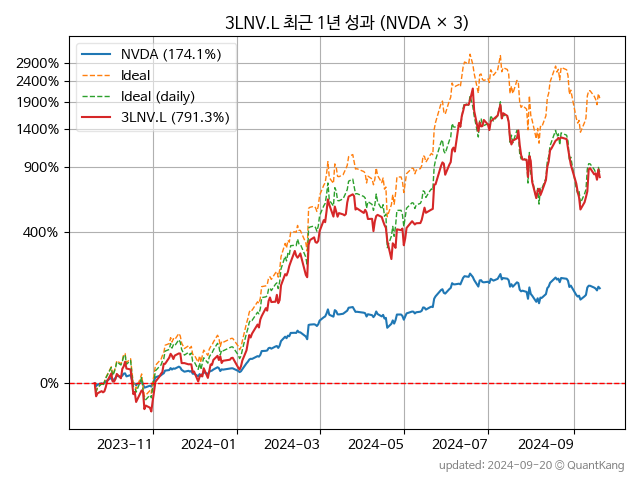 3LNV.L 최근 1년 성과 (NVDA × 3)
NVDA (174.1%)
Ideal
Ideal (daily)
3LNV.L (791.3%)
2900%
2400%
1900%
1400%
900%
400%
0%
2023-11
2024-01
2024-03
2024-05
2024-07
2024-09
updated: 2024-09-20 © QuantKang